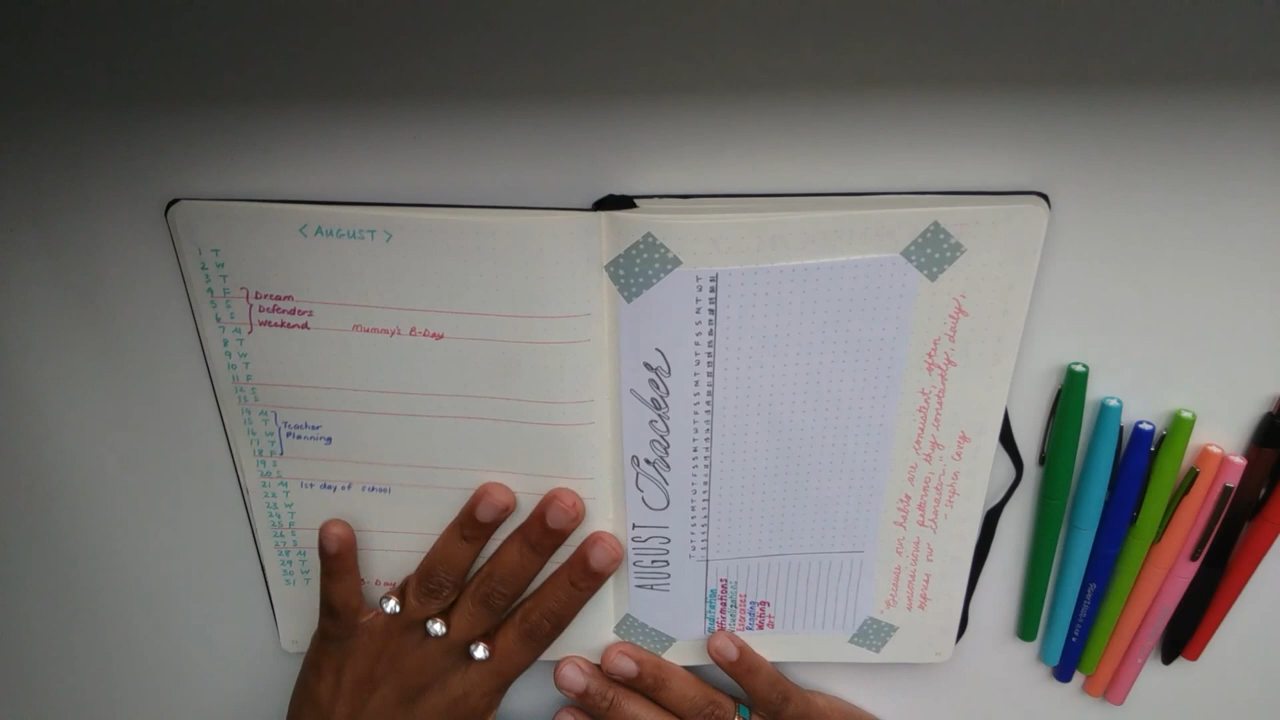 < AUGUST >
1 T
2 W
3 T
4 F
5 S
6 S
7 M
Dream
Defenders
Weekend
Mummy's B-Day
8 T
9 W
10 T
11 F
12 S
13 S
14 M
15 T
16 W
17 T
18 F
Teacher
Planning
19 S
20 S
21 M 1st day of school
22 T
23 W
24 T
25 F
26 S
27 S
28 M
29 T
30 W
31 T
B-Day
AUGUST Tracker
T W T F S S M T W T F S S M T W T F S S M T W T F S S M T W T
Meditation
Affirmations
Visualizations
Exercises
Reading
Writing
Art
"Because our habits are consistent, often
unconscious patterns, they constantly, daily,
express our character..."
- Stephen Covey